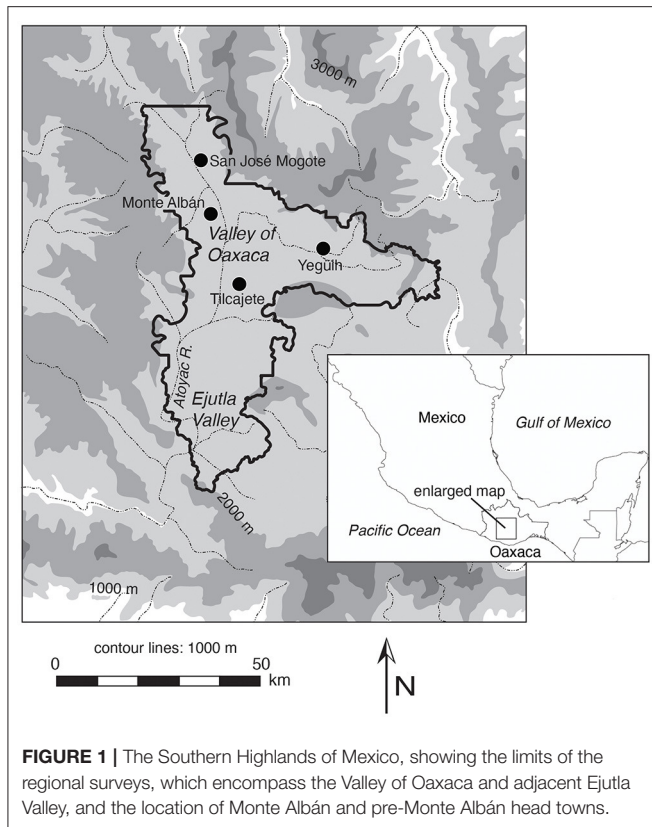 3000 m
San José Mogote
Monte Albán
Valley of
Oaxaca
Yegüih
Tilcajete
Atoyac R.
Ejutla
Valley
2000 m
1000 m
Mexico
Gulf of Mexico
enlarged map
Pacific Ocean
Oaxaca
contour lines: 1000 m
0 50
km
N
FIGURE 1 | The Southern Highlands of Mexico, showing the limits of the
regional surveys, which encompass the Valley of Oaxaca and adjacent Ejutla
Valley, and the location of Monte Albán and pre-Monte Albán head towns.